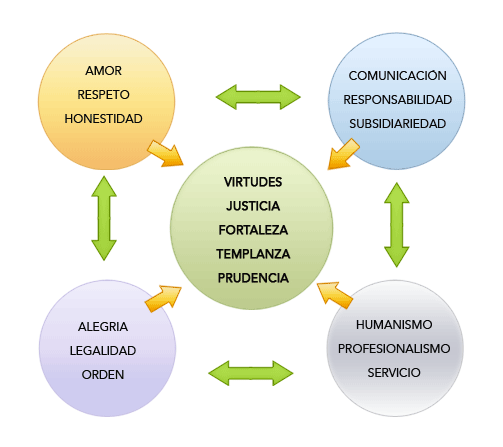 AMOR
RESPETO
HONESTIDAD
COMUNICACIÓN
RESPONSABILIDAD
SUBSIDIARIEDAD
VIRTUDES
JUSTICIA
FORTALEZA
TEMPLANZA
PRUDENCIA
ALEGRIA
LEGALIDAD
ORDEN
HUMANISMO
PROFESIONALISMO
SERVICIO